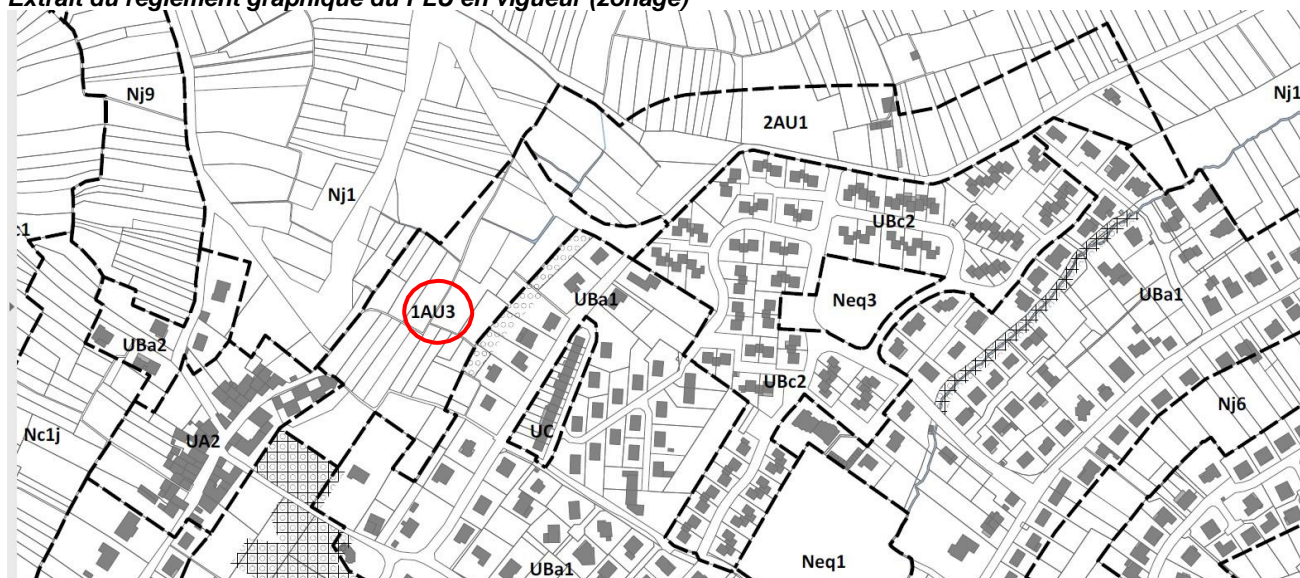 Extrait du règlement graphique du PLU en vigueur (zonage)
Nj9
2AU1
Nj1
Nj1
UBc2
c1
1AU3
UBa1
Neq3
UBa1
UBa2
UBc2
Nj6
Nc1j
UA2
UC
UBa1
Neq1